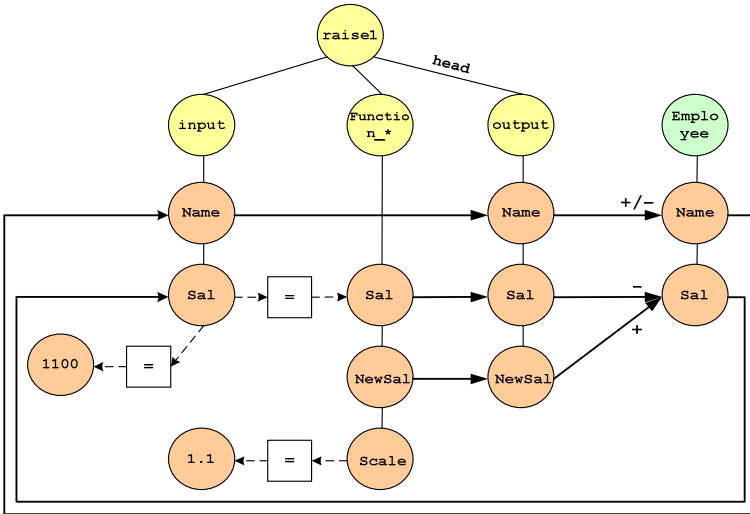 raise1
head
input
Functio
n_*
output
Emplo
yee
Name
Name
+/-
Name
Sal
=
Sal
Sal
-
Sal
+
1100
=
NewSal
NewSal
1.1
=
Scale